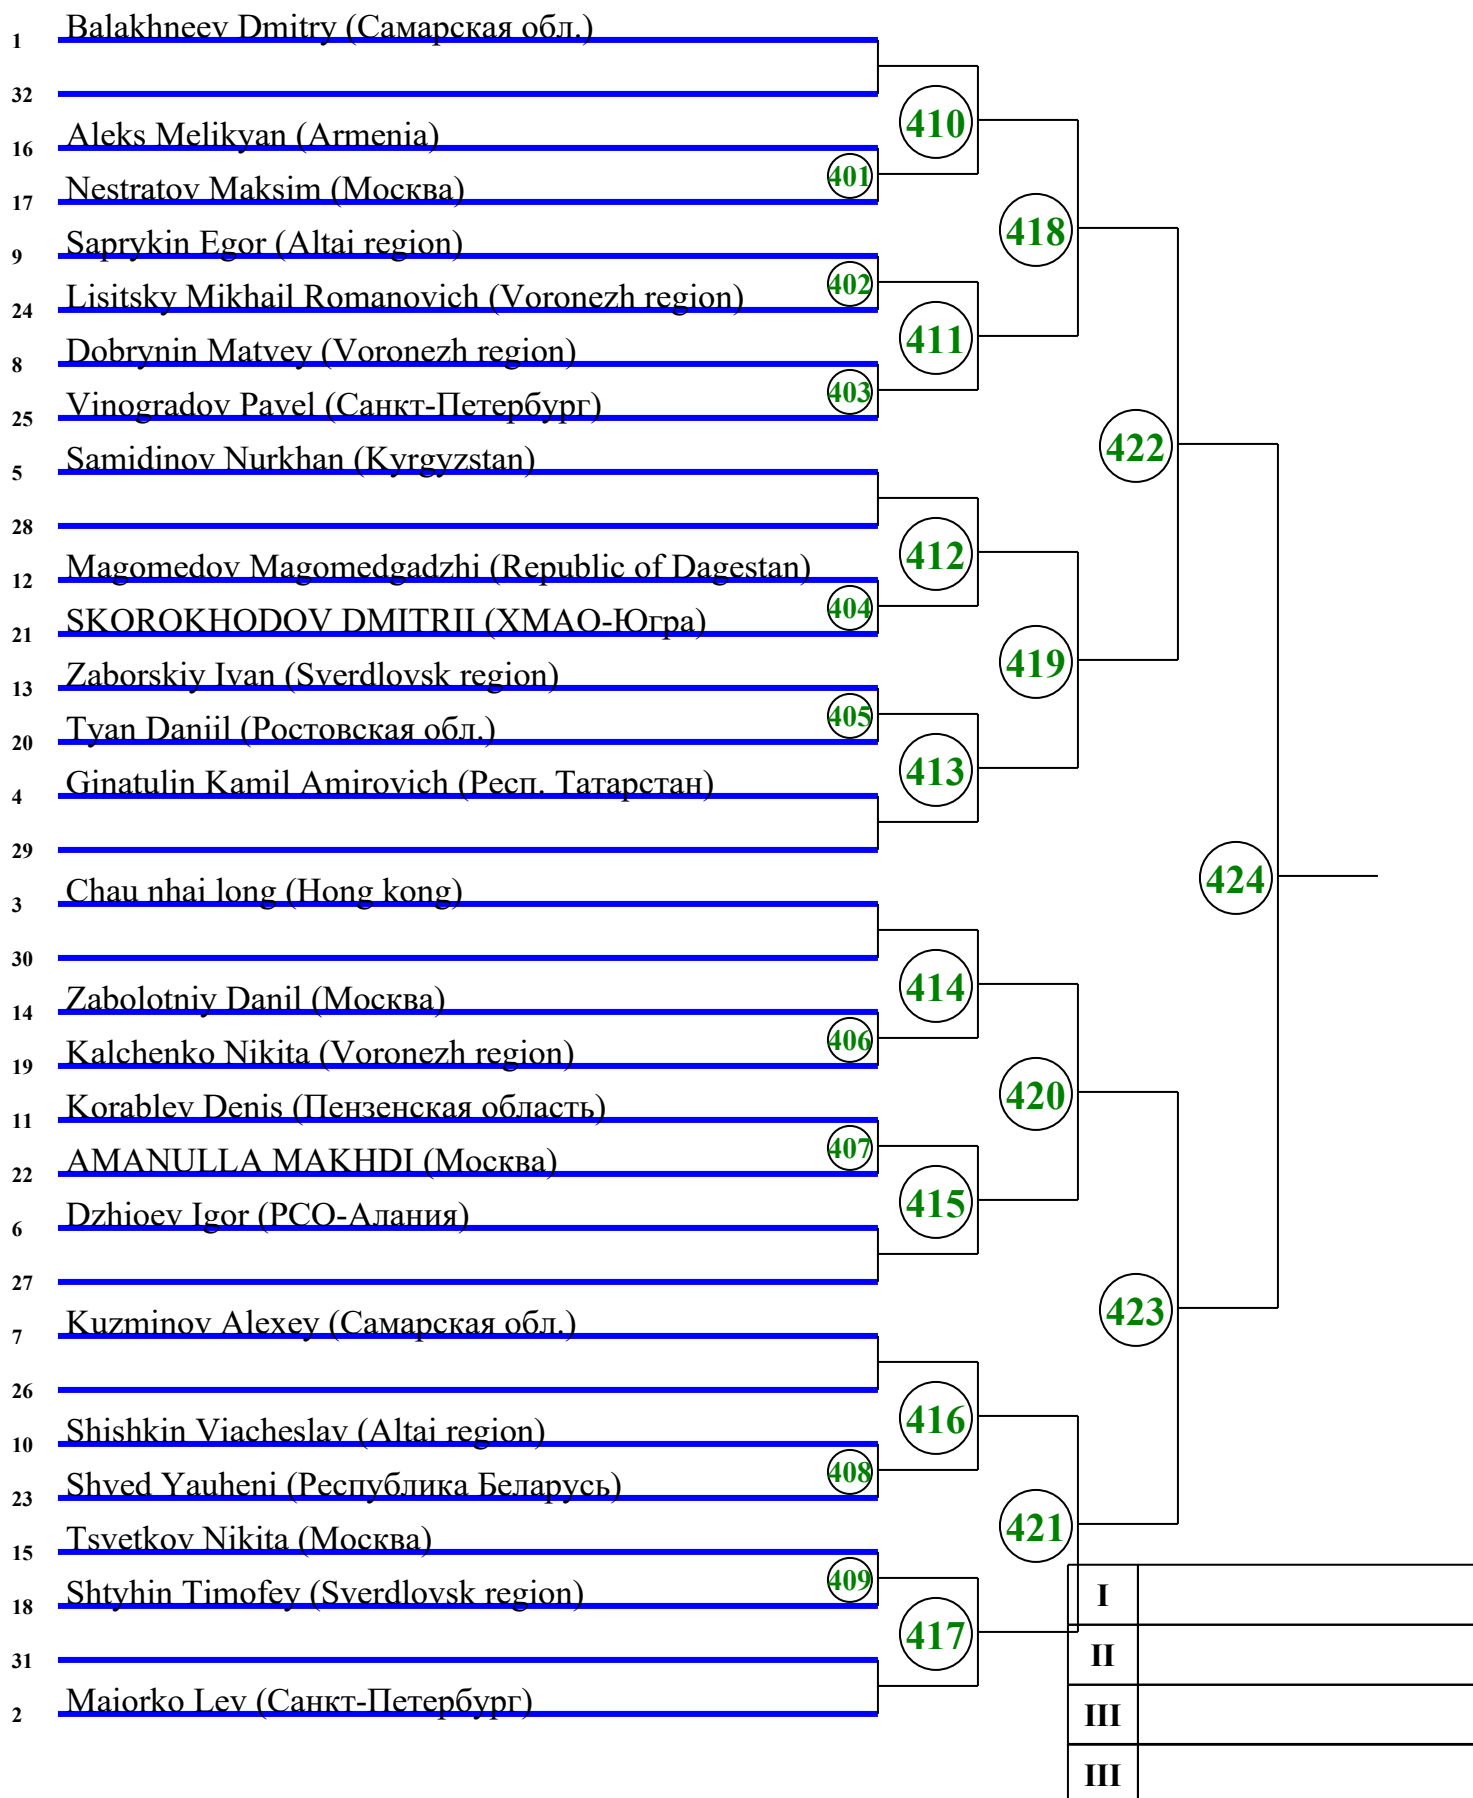 1 Balakhneev Dmitry (Самарская обл.)
32
410
16 Aleks Melikyan (Armenia)
401
17 Nestratov Maksim (Москва)
418
9 Saprykin Egor (Altai region)
402
24 Lisitsky Mikhail Romanovich (Voronezh region)
411
8 Dobrynin Matvey (Voronezh region)
403
25 Vinogradov Pavel (Санкт-Петербург)
422
5 Samidinov Nurkhan (Kyrgyzstan)
28
412
12 Magomedov Magomedgadzhi (Republic of Dagestan)
404
21 SKOROKHODOV DMITRII (ХМАО-Югра)
419
13 Zaborskiy Ivan (Sverdlovsk region)
405
20 Tyan Daniil (Ростовская обл.)
413
4 Ginatulin Kamil Amirovich (Респ. Татарстан)
29
424
3 Chau nhai long (Hong kong)
30
414
14 Zabolotniy Danil (Москва)
406
19 Kalchenko Nikita (Voronezh region)
420
11 Korablev Denis (Пензенская область)
407
22 AMANULLA MAKHDI (Москва)
415
6 Dzhioev Igor (РСО-Алания)
27
423
7 Kuzminov Alexey (Самарская обл.)
26
416
10 Shishkin Viacheslav (Altai region)
408
23 Shved Yauheni (Республика Беларусь)
421
15 Tsvetkov Nikita (Москва)
409
18 Shtyhin Timofey (Sverdlovsk region)
I
417
31
II
2 Maiorko Lev (Санкт-Петербург)
III
III